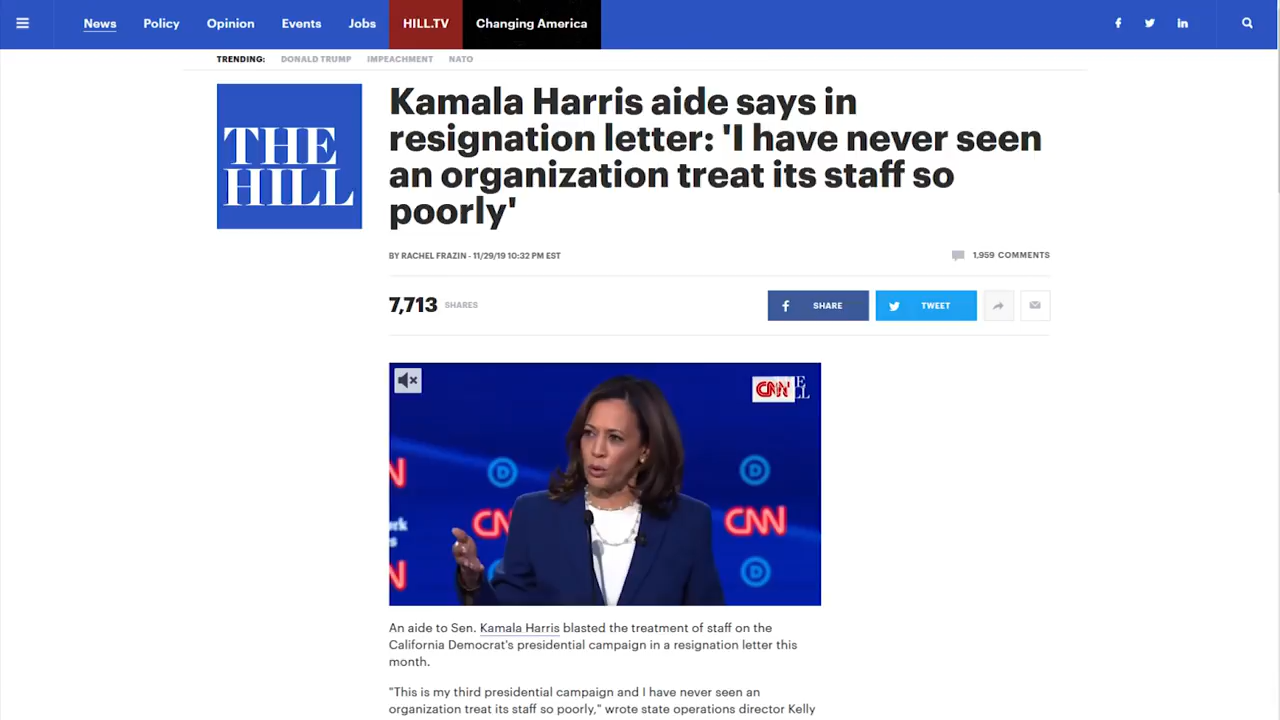 News Policy Opinion Events Jobs HILL.TV Changing America
TRENDING: DONALD TRUMP IMPEACHMENT NATO
THE
HILL
Kamala Harris aide says in
resignation letter: 'I have never seen
an organization treat its staff so
poorly'
BY RACHEL FRAZIN - 11/29/19 10:32 PM EST
1,959 COMMENTS
7,713 SHARES
SHARE
TWEET
CNN
CNN
CNN
An aide to Sen. Kamala Harris blasted the treatment of staff on the
California Democrat's presidential campaign in a resignation letter this
month.
"This is my third presidential campaign and I have never seen an
organization treat its staff so poorly," wrote state operations director Kelly